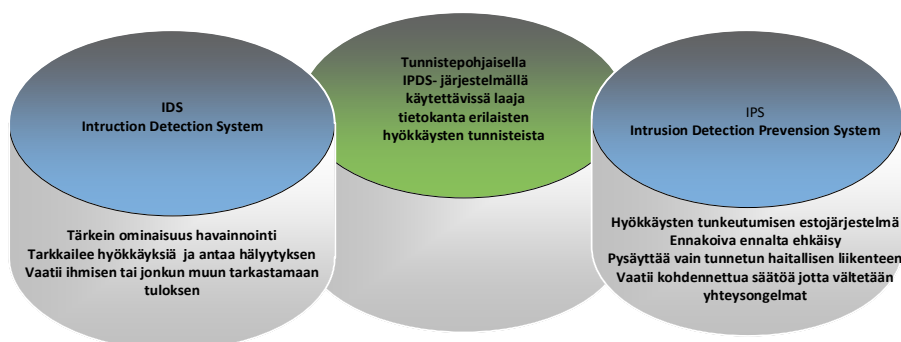 IDS
Intruction Detection System
Tärkein ominaisuus havainnointi
Tarkkailee hyökkäyksiä ja antaa hälyytyksen
Vaatii ihmisen tai jonkun muun tarkastamaan
tuloksen
Tunnistepohjaisella
IPDS- järjestelmällä
käytettävissä laaja
tietokanta erilaisten
hyökkäysten tunnisteista
IPS
Intrusion Detection Prevension System
Hyökkäysten tunkeutumisen estojärjestelmä
Ennakoiva ennalta ehkäisy
Pysäyttää vain tunnetun haitallisen liikenteen
Vaatii kohdennettua säätöä jotta vältetään
yhteysongelmat